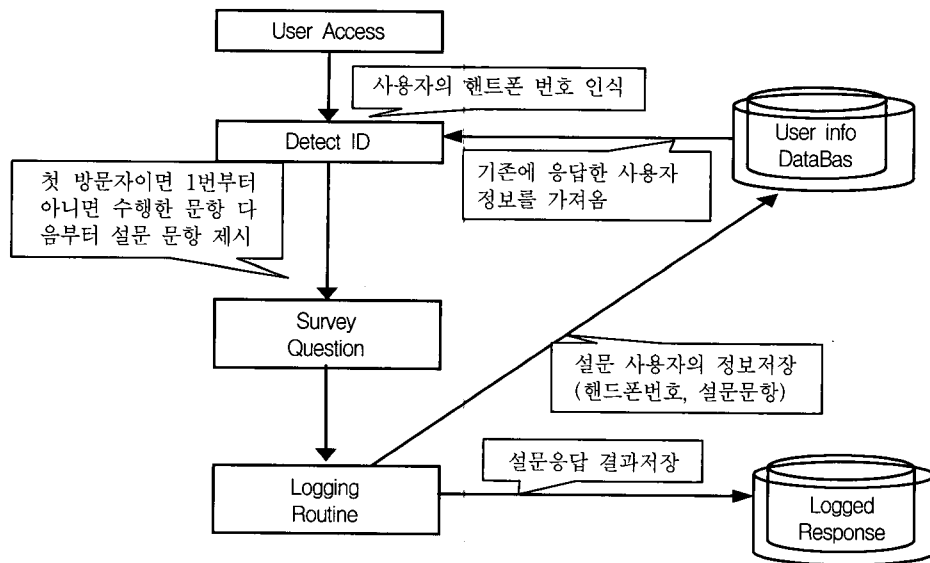 User Access
사용자의 핸트폰 번호 인식
Detect ID
User info
DataBas
기존에 응답한 사용자
정보를 가져옴
첫 방문자이면 1번부터
아니면 수행한 문항 다
음부터 설문 문항 제시
Survey
Question
설문 사용자의 정보저장
(핸드폰번호, 설문문항)
설문응답 결과저장
Logging
Routine
Logged
Response